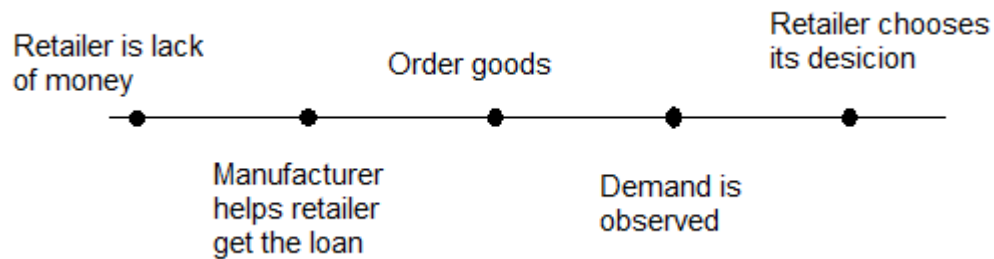 Retailer is lack
of money
Manufacturer
helps retailer
get the loan
Order goods
Demand is
observed
Retailer chooses
its desicion